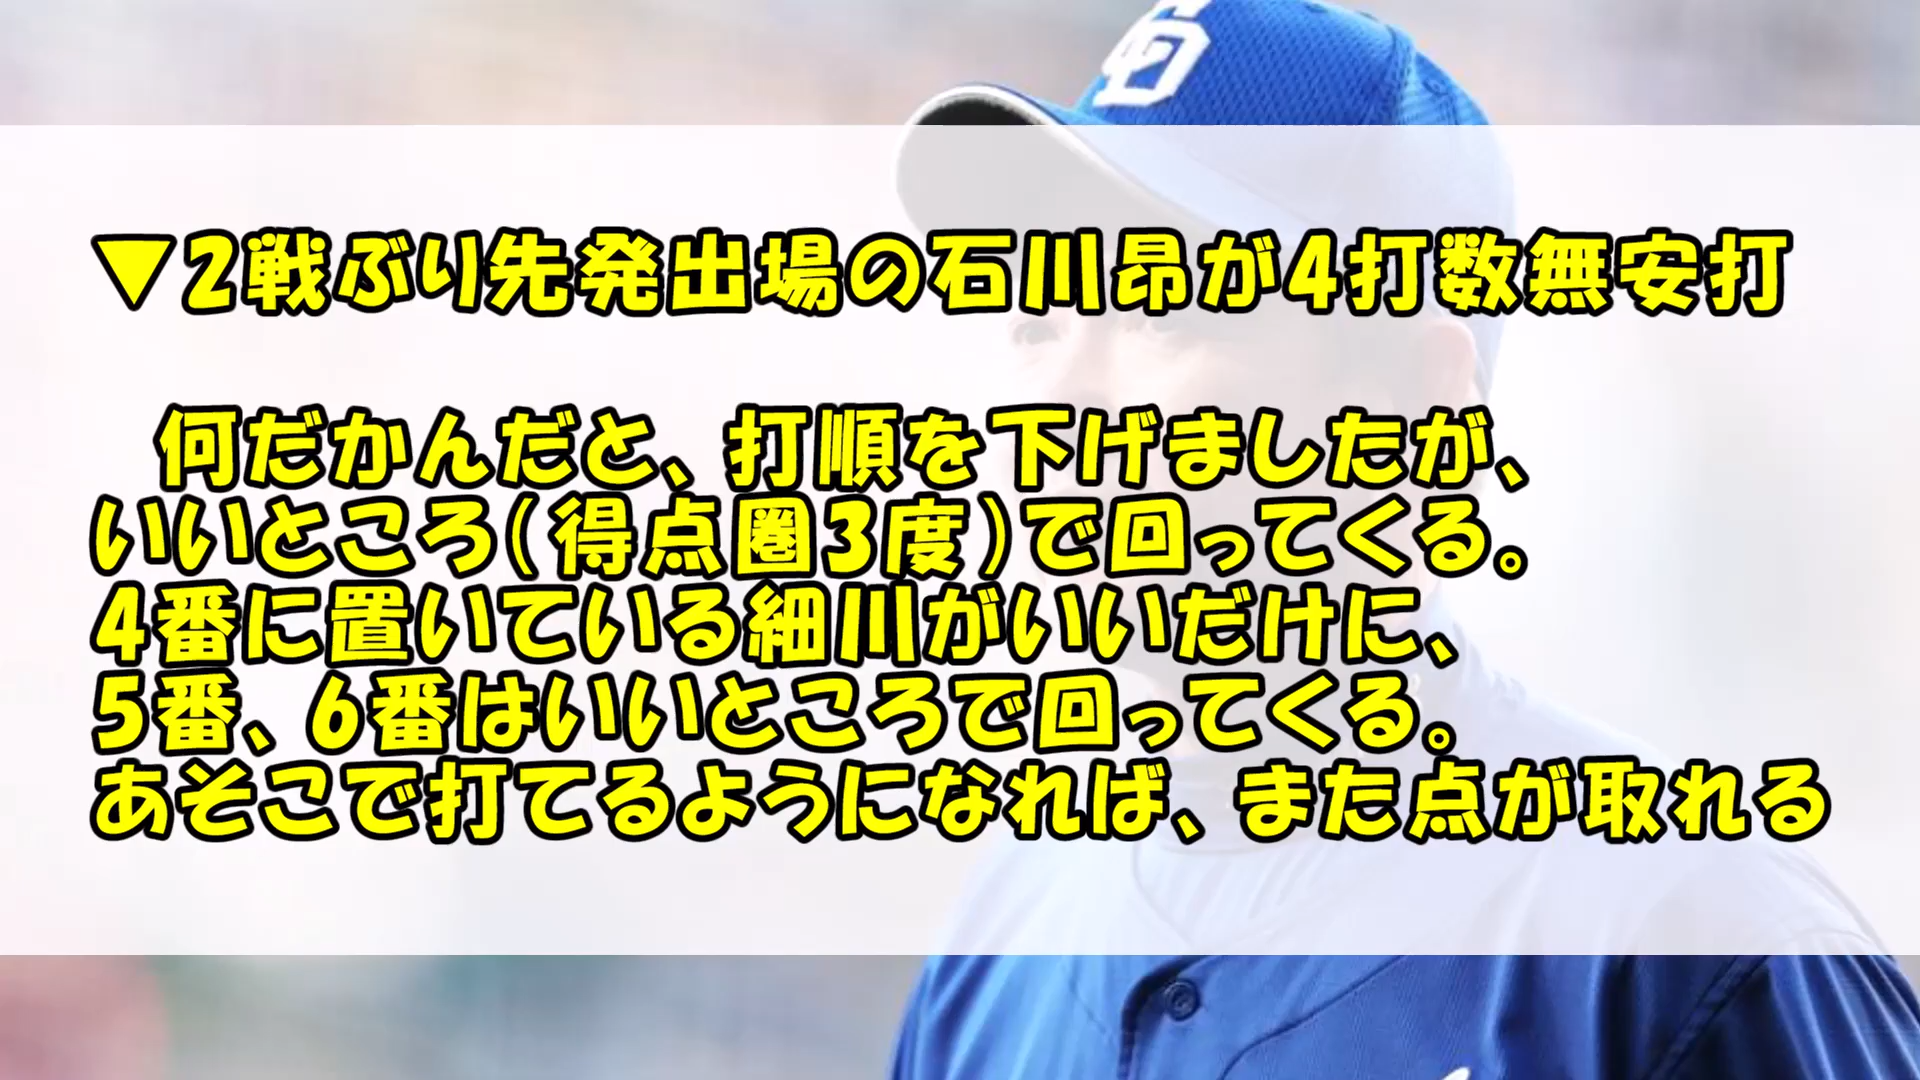 CD
▼2戦ぶり先発出場の石川昂が4打数無安打
何だかんだと、打順を下げましたが、
いいところ(得点圏3度)で回ってくる。
4番に置いている細川がいいだけに、
5番、6番はいいところで回ってくる。
あそこで打てるようになれば、また点が取れる